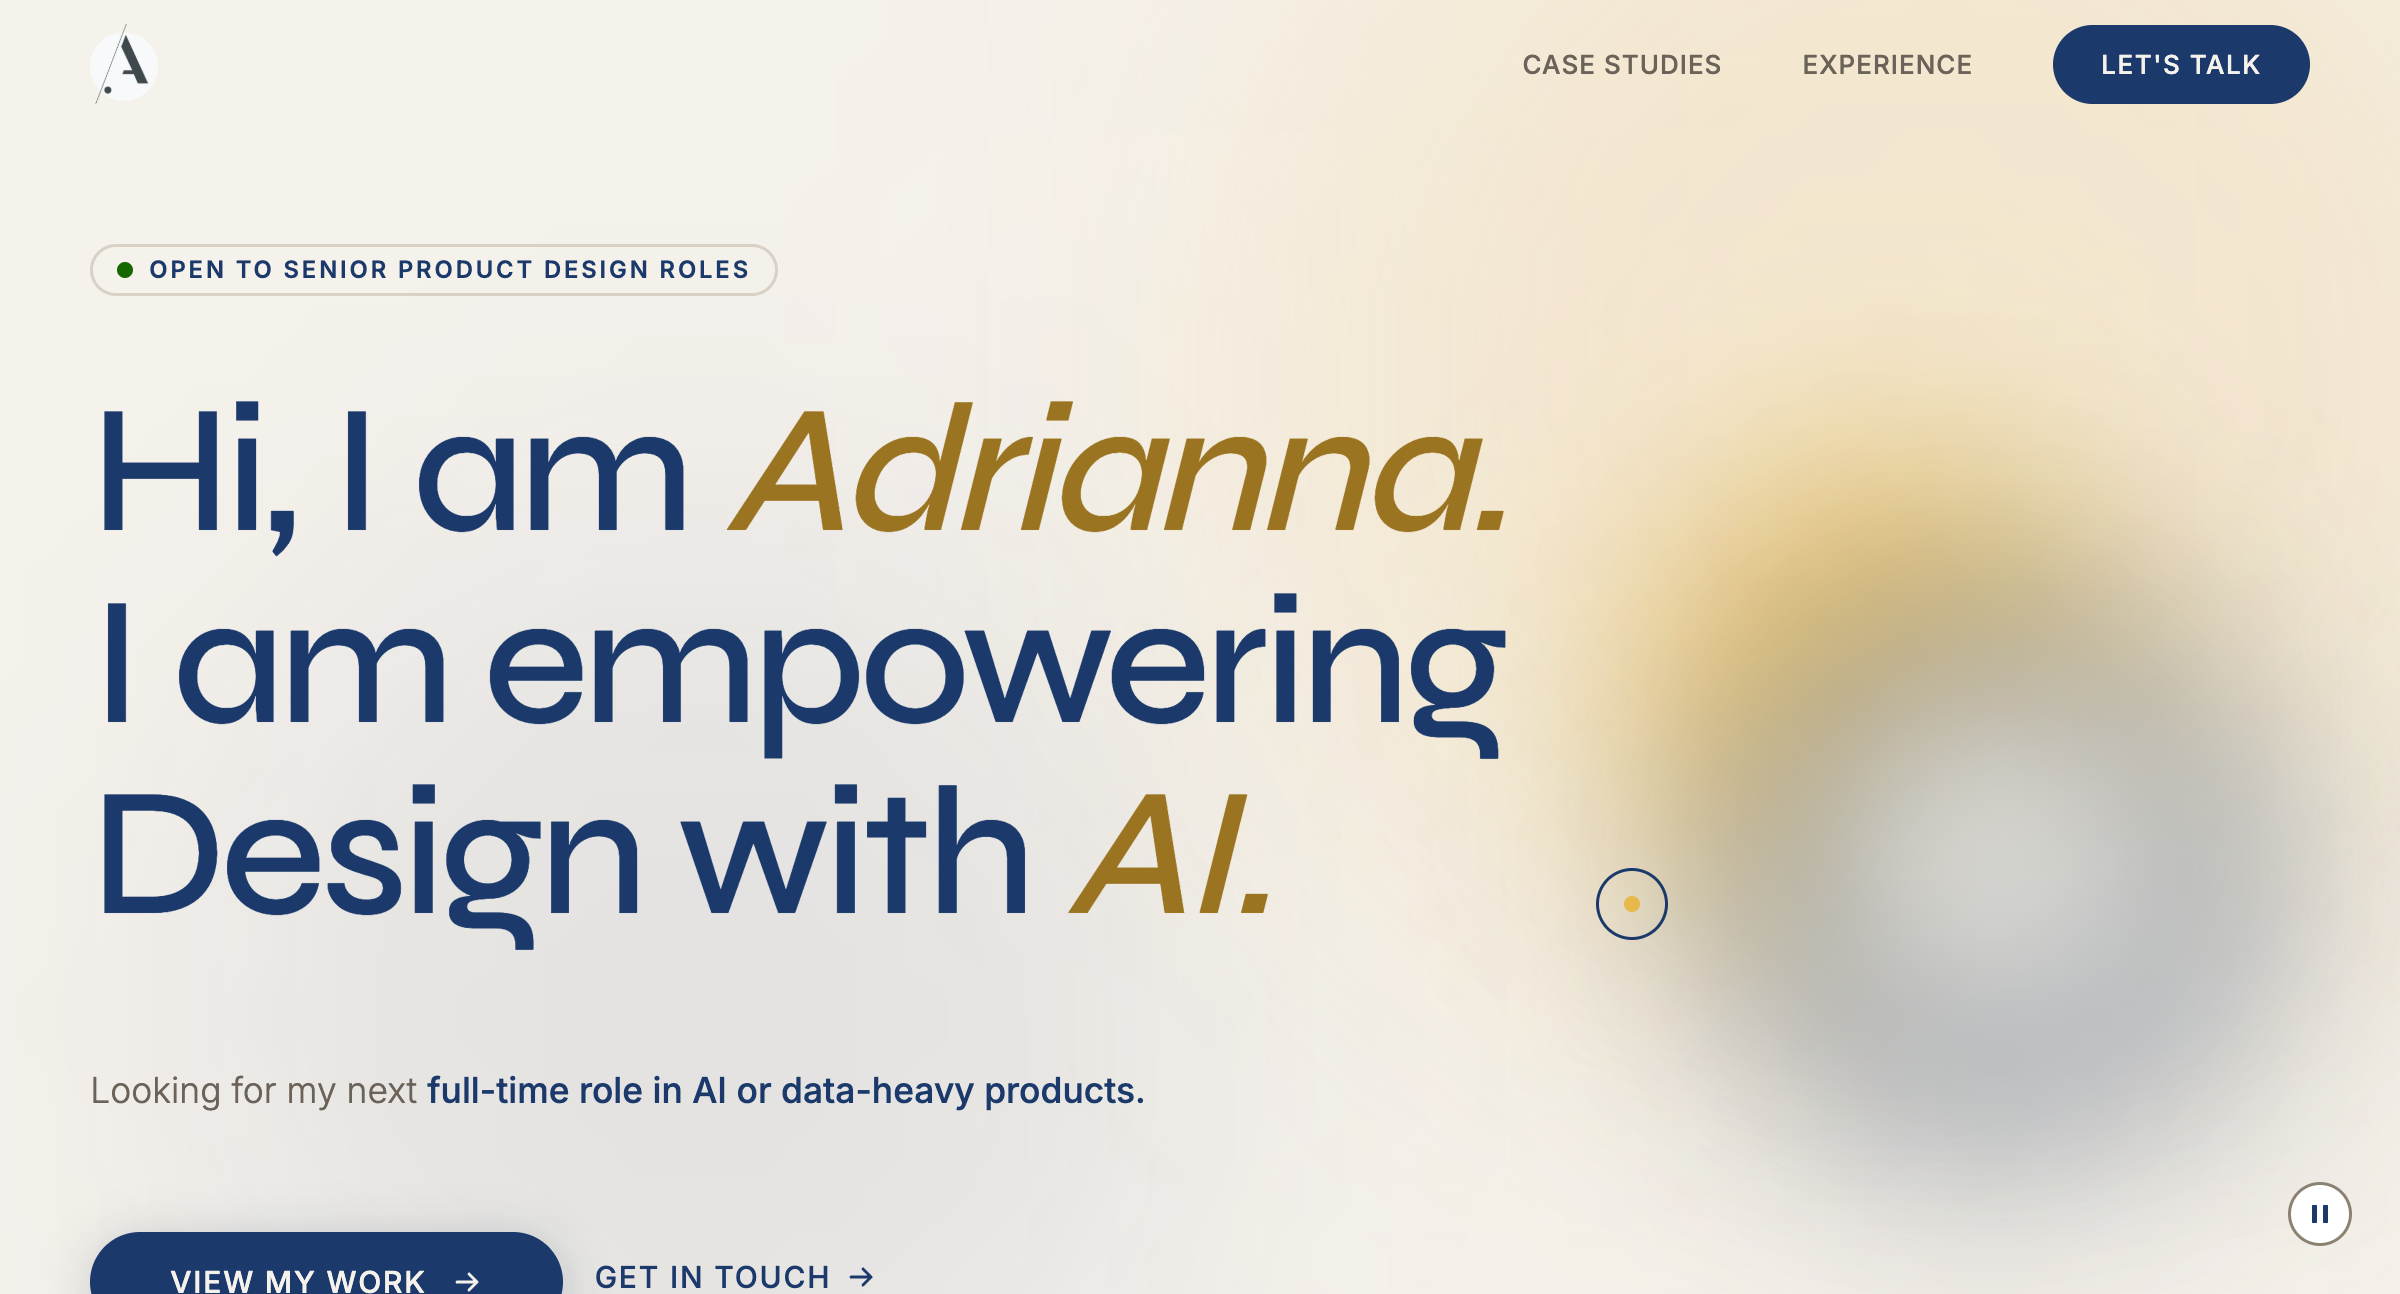 A
CASE STUDIES
EXPERIENCE
LET'S TALK
OPEN TO SENIOR PRODUCT DESIGN ROLES
Hi, I am Adrianna.
I am empowering
Design with AI.
Looking for my next full-time role in AI or data-heavy products.
VIEW MY WORK →
GET IN TOUCH →